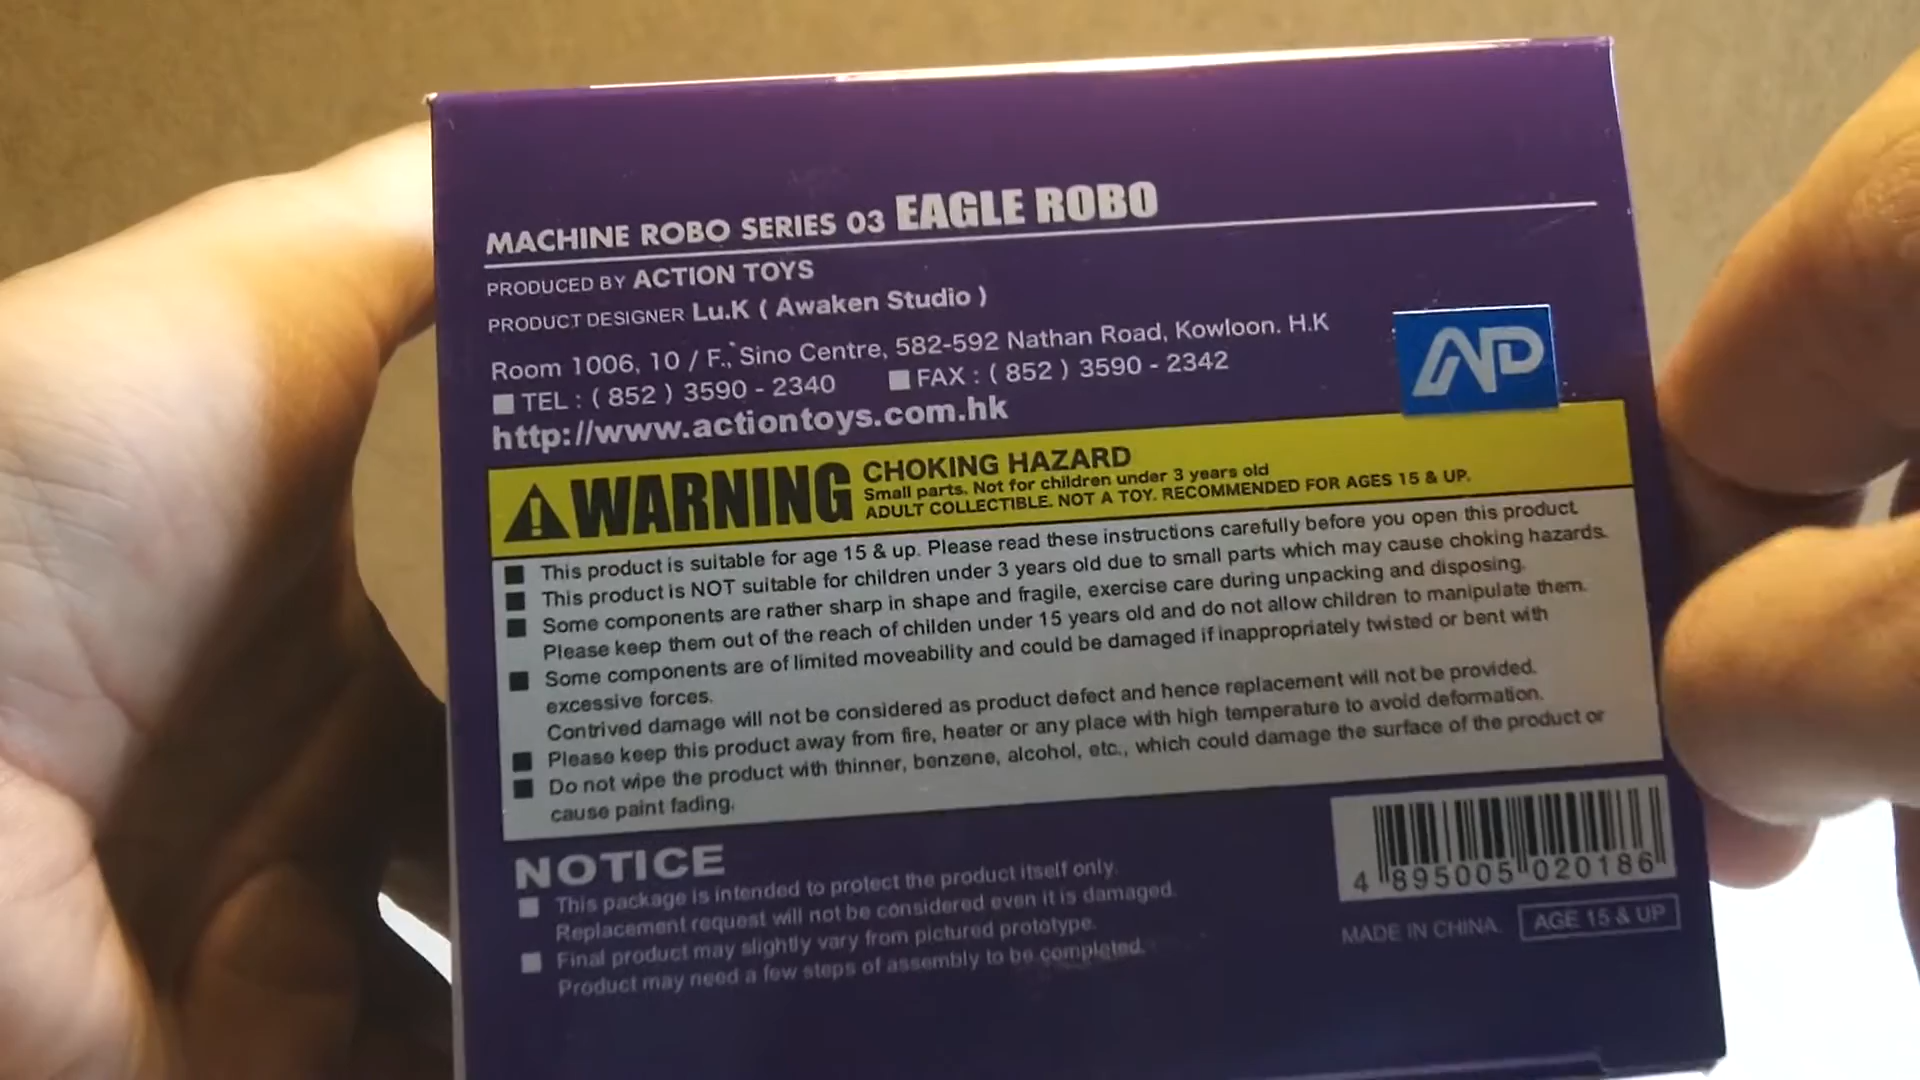 MACHINE ROBO SERIES 03 EAGLE ROBO
PRODUCED BY ACTION TOYS
PRODUCT DESIGNER Lu.K ( Awaken Studio )
Room 1006, 10 / F., Sino Centre, 582-592 Nathan Road, Kowloon. H.K
■ TEL : ( 852 ) 3590 - 2340 ■ FAX : ( 852 ) 3590 - 2342
http://www.actiontoys.com.hk
AP
WARNING CHOKING HAZARD
Small parts. Not for children under 3 years old
ADULT COLLECTIBLE. NOT A TOY. RECOMMENDED FOR AGES 15 & UP.
■ This product is suitable for age 15 & up. Please read these instructions carefully before you open this product.
■ This product is NOT suitable for children under 3 years old due to small parts which may cause choking hazards.
■ Some components are rather sharp in shape and fragile, exercise care during unpacking and disposing.
Please keep them out of the reach of childen under 15 years old and do not allow children to manipulate them.
■ Some components are of limited moveability and could be damaged if inappropriately twisted or bent with
excessive forces.
Contrived damage will not be considered as product defect and hence replacement will not be provided.
■ Please keep this product away from fire, heater or any place with high temperature to avoid deformation.
■ Do not wipe the product with thinner, benzene, alcohol, etc., which could damage the surface of the product or
cause paint fading.
NOTICE
■ This package is intended to protect the product itself only.
Replacement request will not be considered even it is damaged.
■ Final product may slightly vary from pictured prototype.
Product may need a few steps of assembly to be completed.
4 895005 020186
MADE IN CHINA. AGE 15 & UP